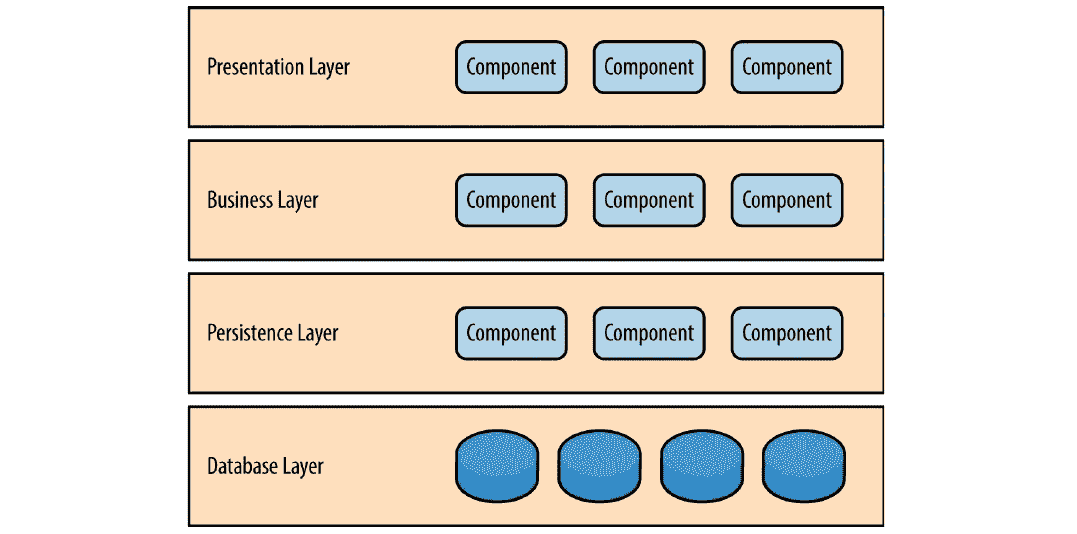 Presentation Layer Component Component Component
Business Layer Component Component Component
Persistence Layer Component Component Component
Database Layer